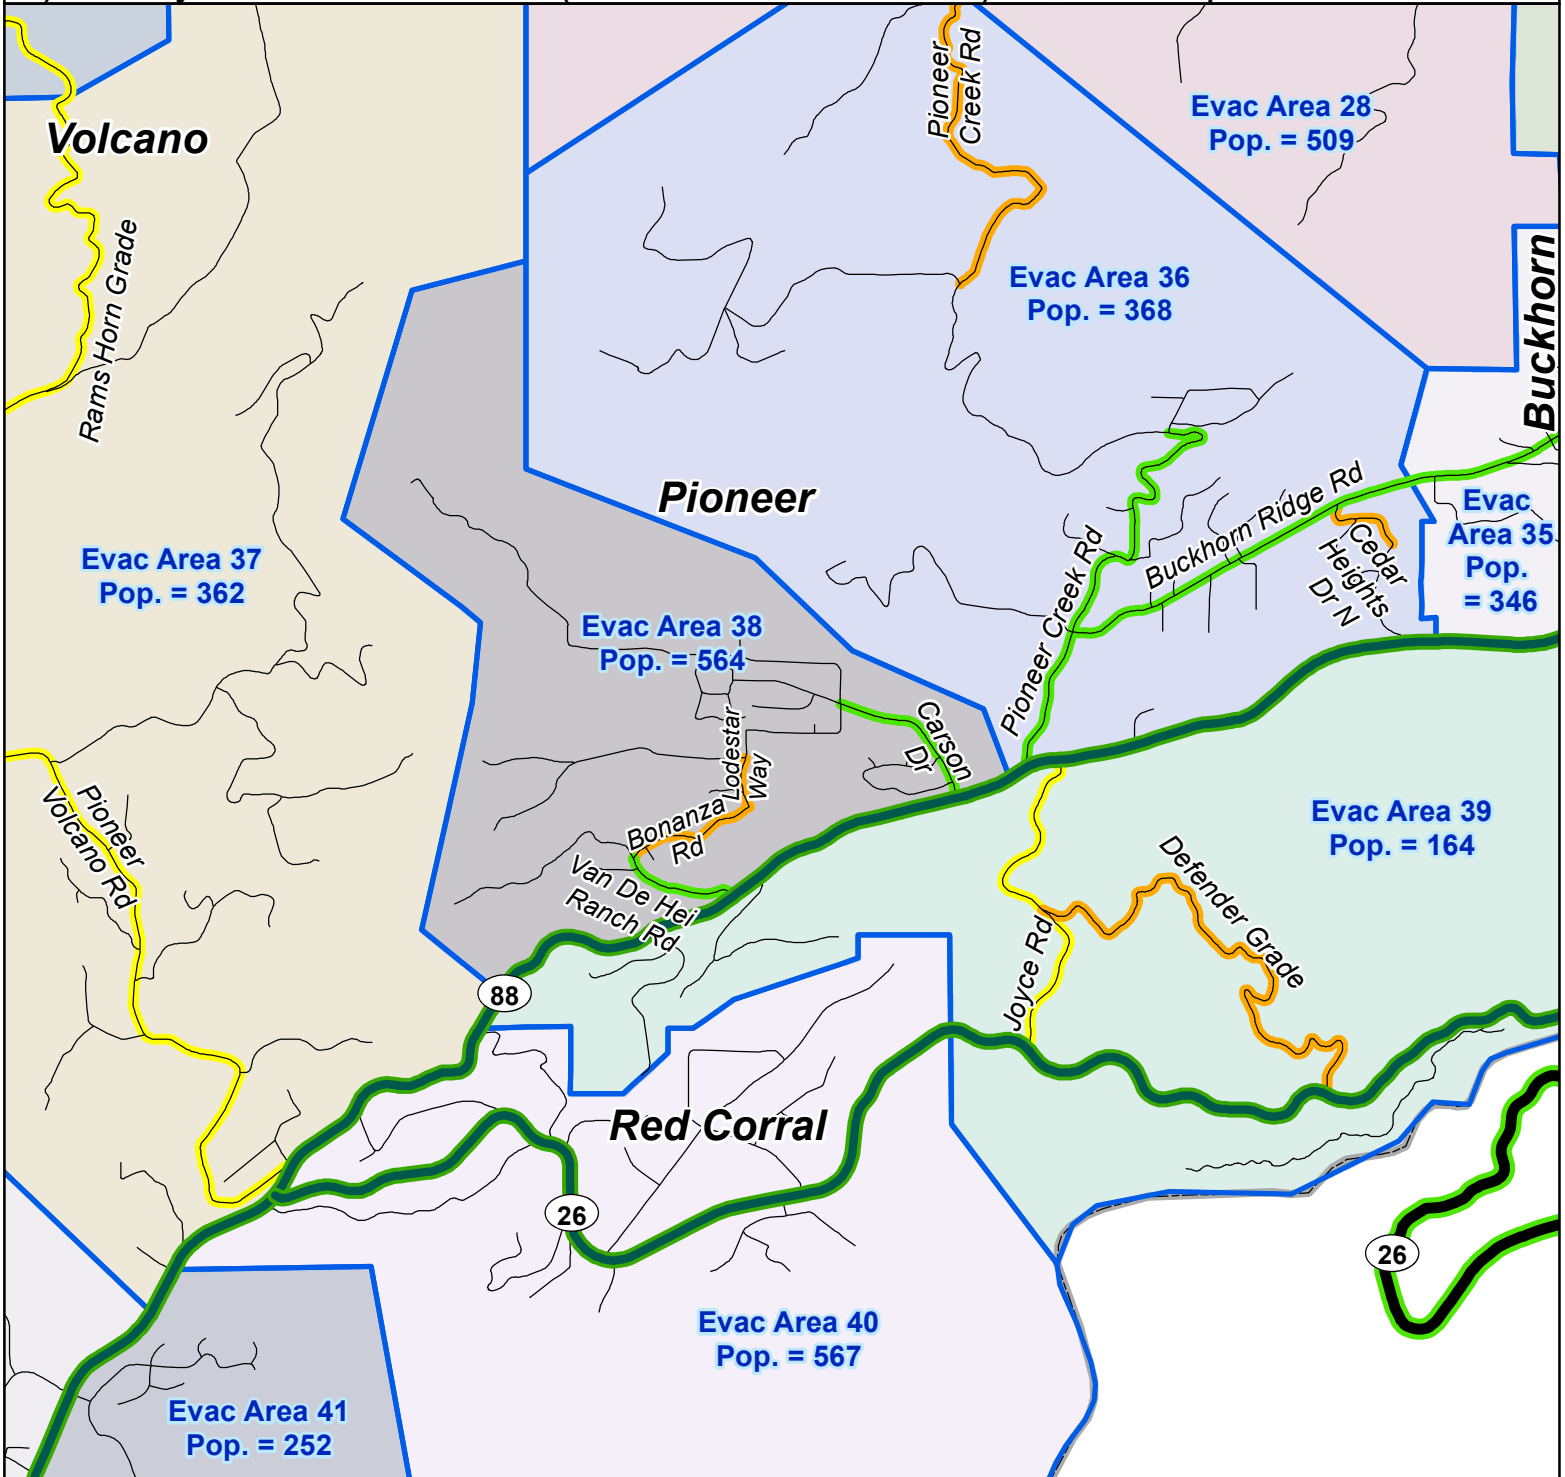 Volcano
Rams Horn Grade
Pioneer
Creek Rd
Evac Area 28
Pop. = 509
Evac Area 36
Pop. = 368
Buckhorn
Pioneer
Evac Area 37
Pop. = 362
Evac Area 38
Pop. = 564
Pioneer Creek Rd
Buckhorn Ridge Rd
Cedar
Heights
Dr N
Evac
Area 35
Pop.
= 346
Carson
Dr
Lodestar
Way
Bonanza
Rd
Van De Hei
Ranch Rd
Pioneer
Volcano Rd
Evac Area 39
Pop. = 164
Defender Grade
Joyce Rd
88
Red Corral
26
26
Evac Area 40
Pop. = 567
Evac Area 41
Pop. = 252